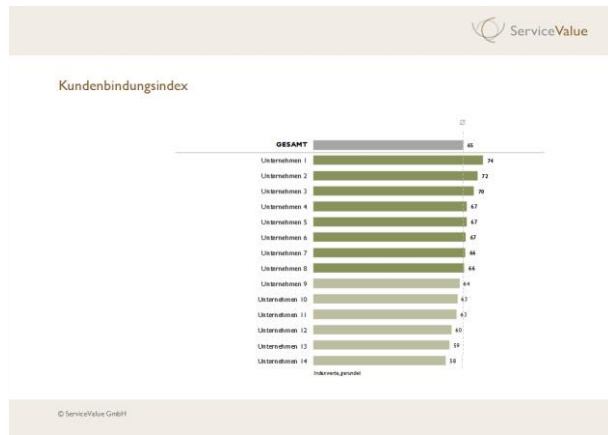 ServiceValue
Kundenbindungsindex
Ø
GESAMT 65
Unternehmen 1 74
Unternehmen 2 72
Unternehmen 3 70
Unternehmen 4 67
Unternehmen 5 67
Unternehmen 6 67
Unternehmen 7 66
Unternehmen 8 66
Unternehmen 9 64
Unternehmen 10 63
Unternehmen 11 63
Unternehmen 12 60
Unternehmen 13 59
Unternehmen 14 58
Indexwerte, gerundet
© ServiceValue GmbH